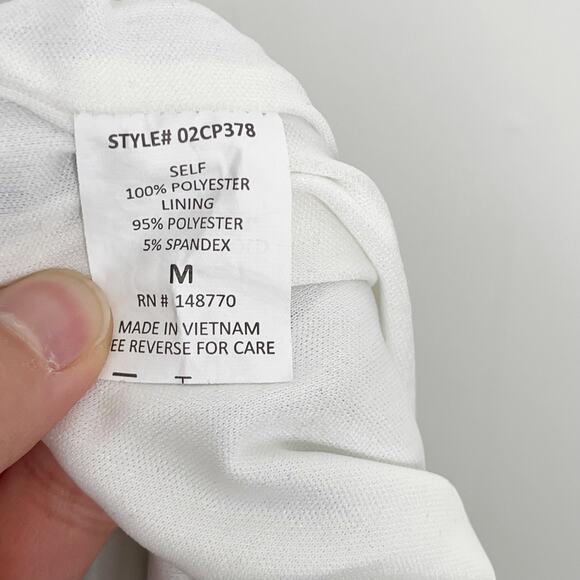 STYLE# 02CP378
SELF
100% POLYESTER
LINING
95% POLYESTER
5% SPANDEX
M
RN # 148770
MADE IN VIETNAM
EE REVERSE FOR CARE